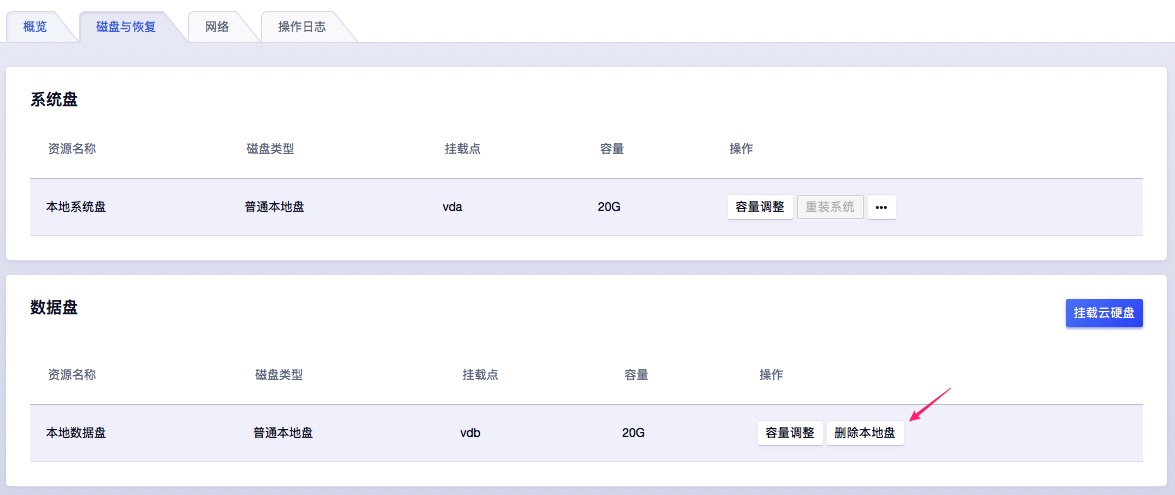 概览 磁盘与恢复 网络 操作日志
系统盘
资源名称 磁盘类型 挂载点 容量 操作
本地系统盘 普通本地盘 vda 20G 容量调整 重装系统 •••
数据盘
挂载云硬盘
资源名称 磁盘类型 挂载点 容量 操作
本地数据盘 普通本地盘 vdb 20G 容量调整 删除本地盘